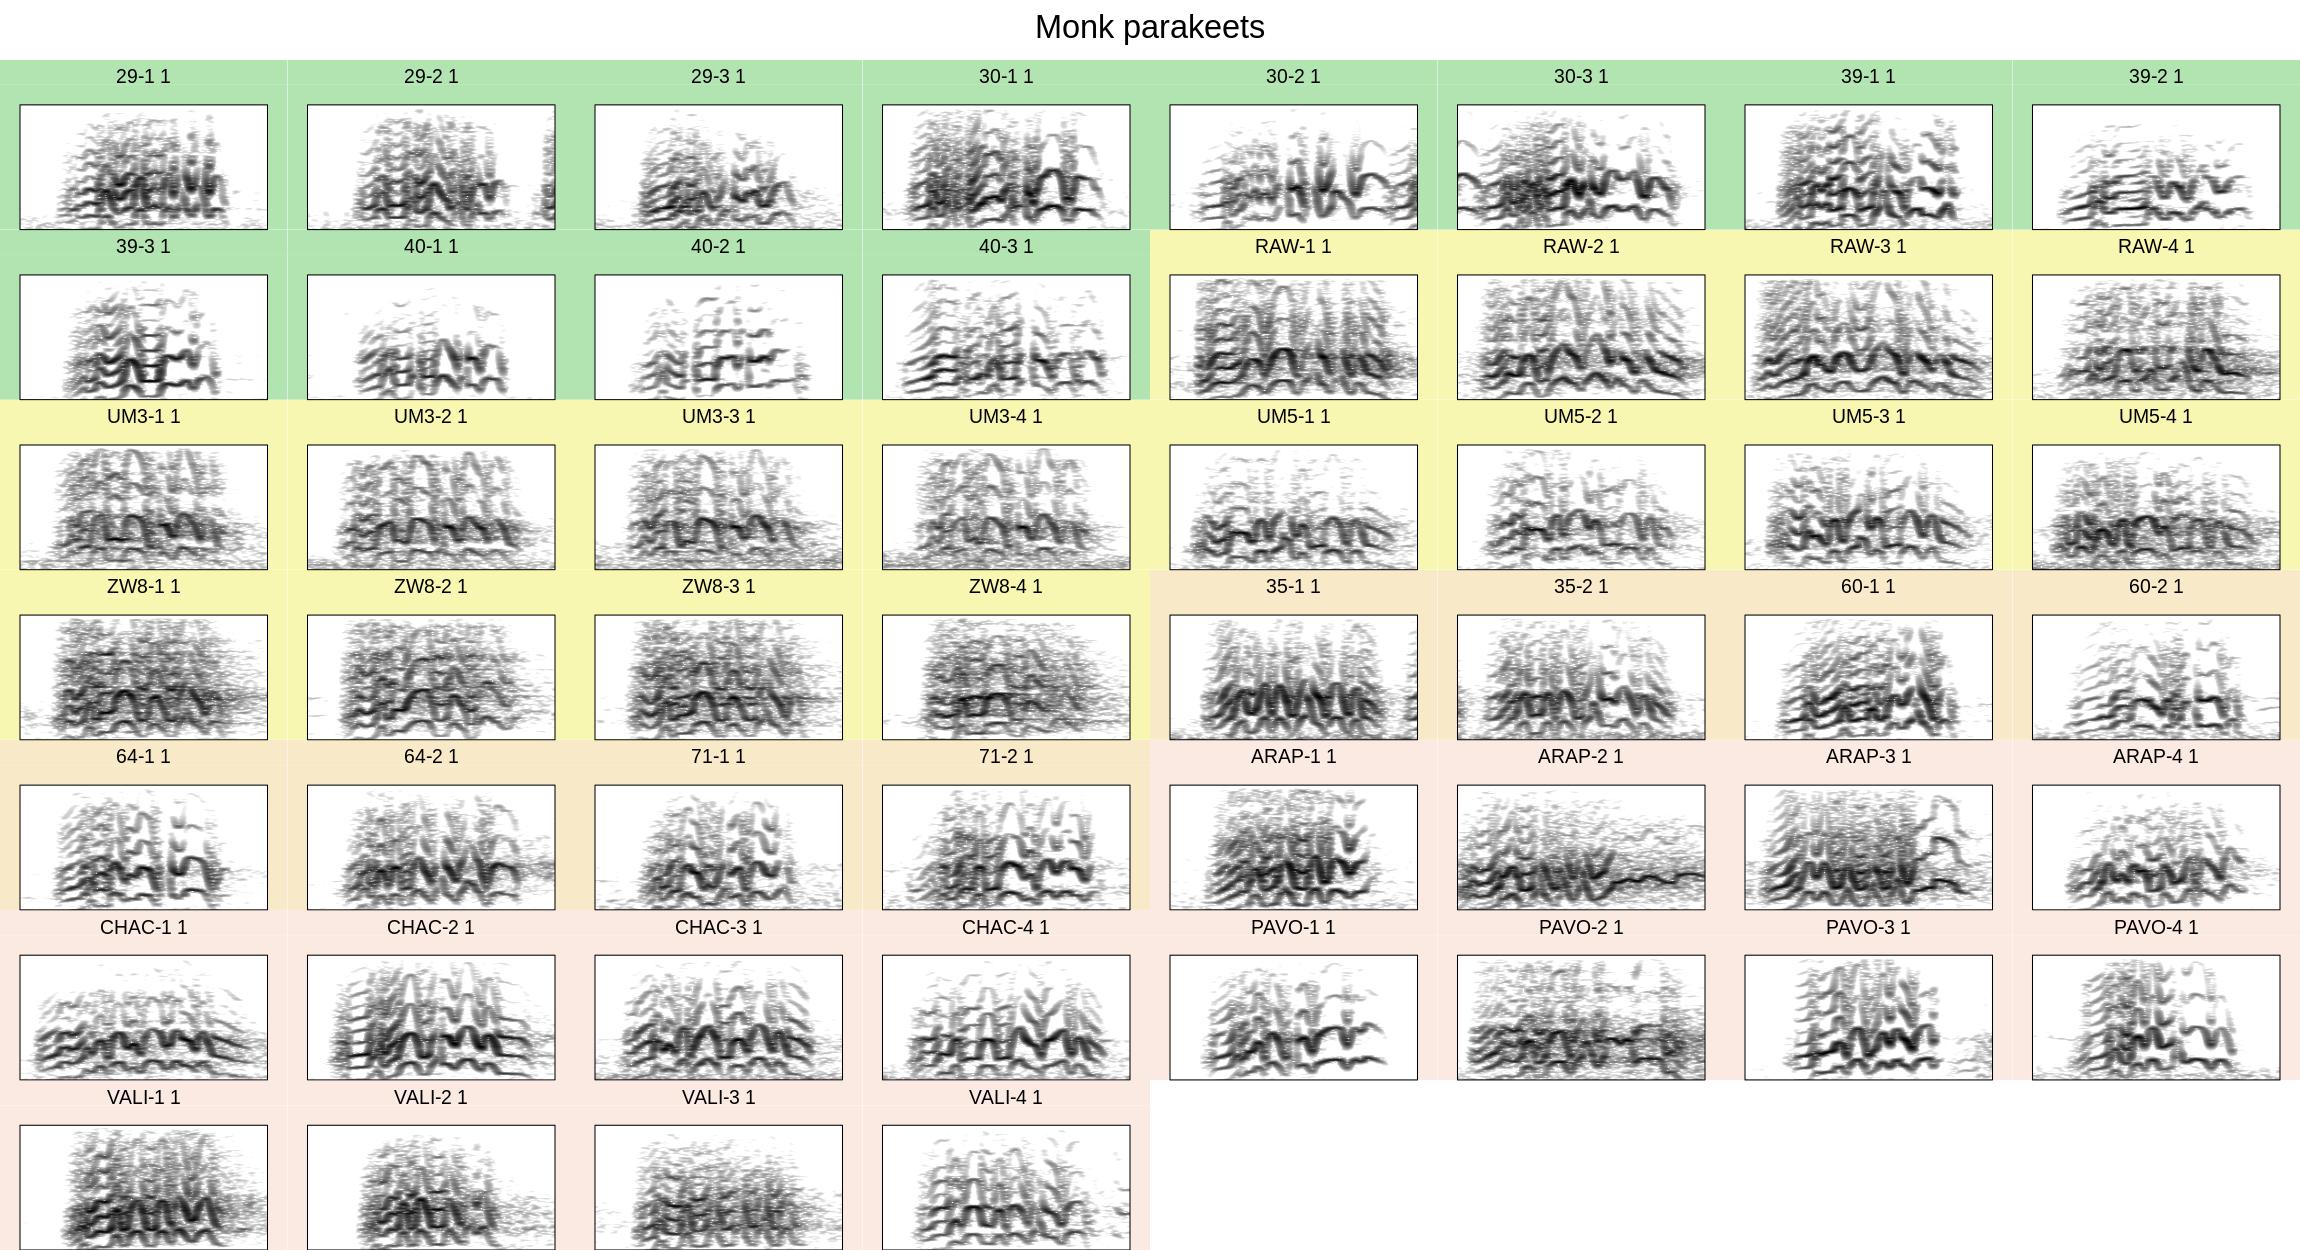 Monk parakeets
29-1 1 29-2 1 29-3 1 30-1 1 30-2 1 30-3 1 39-1 1 39-2 1
39-3 1 40-1 1 40-2 1 40-3 1 RAW-1 1 RAW-2 1 RAW-3 1 RAW-4 1
UM3-1 1 UM3-2 1 UM3-3 1 UM3-4 1 UM5-1 1 UM5-2 1 UM5-3 1 UM5-4 1
ZW8-1 1 ZW8-2 1 ZW8-3 1 ZW8-4 1 35-1 1 35-2 1 60-1 1 60-2 1
64-1 1 64-2 1 71-1 1 71-2 1 ARAP-1 1 ARAP-2 1 ARAP-3 1 ARAP-4 1
CHAC-1 1 CHAC-2 1 CHAC-3 1 CHAC-4 1 PAVO-1 1 PAVO-2 1 PAVO-3 1 PAVO-4 1
VALI-1 1 VALI-2 1 VALI-3 1 VALI-4 1